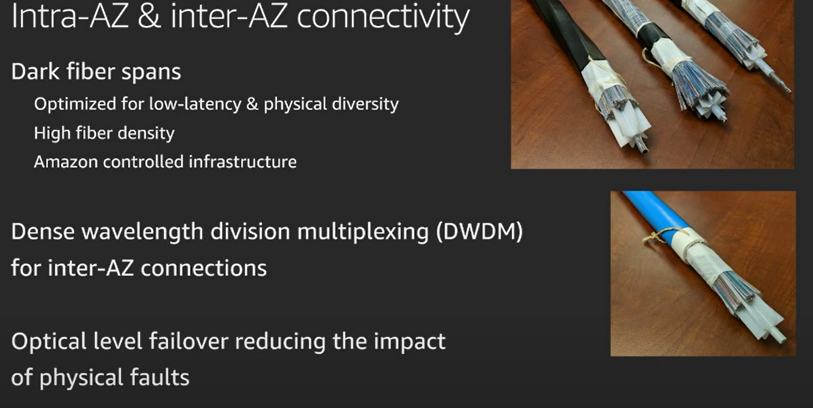 Intra-AZ & inter-AZ connectivity
Dark fiber spans
Optimized for low-latency & physical diversity
High fiber density
Amazon controlled infrastructure
Dense wavelength division multiplexing (DWDM)
for inter-AZ connections
Optical level failover reducing the impact
of physical faults